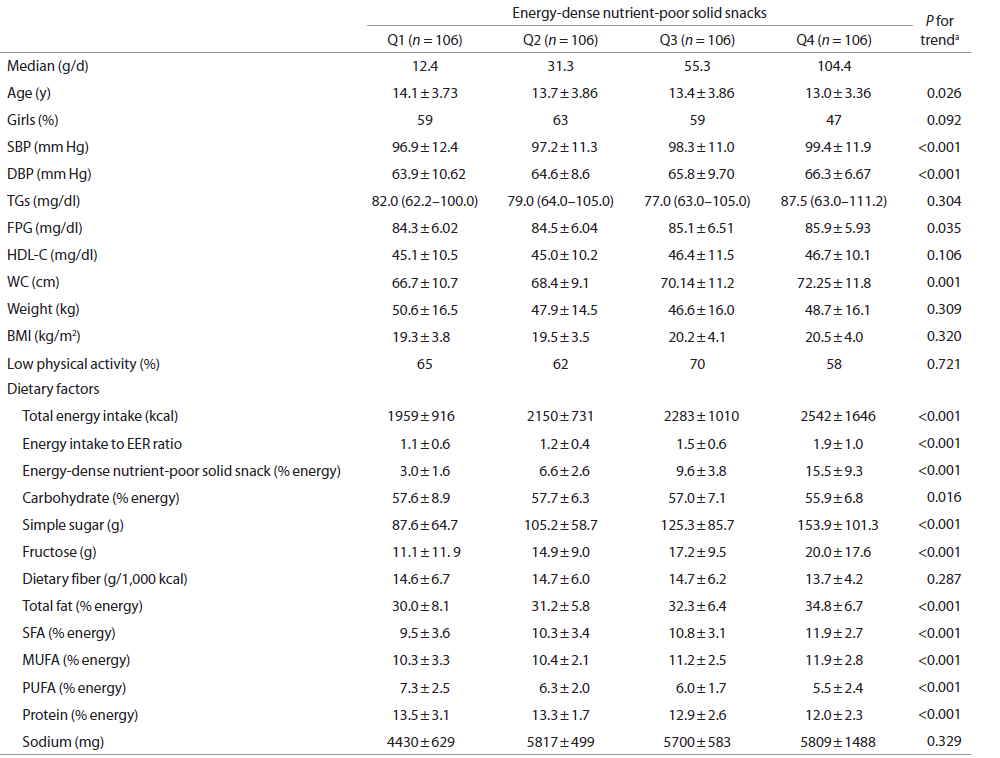 Energy-dense nutrient-poor solid snacks P for trendᵃ
Q1 (n = 106) Q2 (n = 106) Q3 (n = 106) Q4 (n = 106)
Median (g/d) 12.4 31.3 55.3 104.4
Age (y) 14.1±3.73 13.7±3.86 13.4±3.86 13.0±3.36 0.026
Girls (%) 59 63 59 47 0.092
SBP (mm Hg) 96.9±12.4 97.2±11.3 98.3±11.0 99.4±11.9 <0.001
DBP (mm Hg) 63.9±10.62 64.6±8.6 65.8±9.70 66.3±6.67 <0.001
TGs (mg/dl) 82.0 (62.2–100.0) 79.0 (64.0–105.0) 77.0 (63.0–105.0) 87.5 (63.0–111.2) 0.304
FPG (mg/dl) 84.3±6.02 84.5±6.04 85.1±6.51 85.9±5.93 0.035
HDL-C (mg/dl) 45.1±10.5 45.0±10.2 46.4±11.5 46.7±10.1 0.106
WC (cm) 66.7±10.7 68.4±9.1 70.14±11.2 72.25±11.8 0.001
Weight (kg) 50.6±16.5 47.9±14.5 46.6±16.0 48.7±16.1 0.309
BMI (kg/m²) 19.3±3.8 19.5±3.5 20.2±4.1 20.5±4.0 0.320
Low physical activity (%) 65 62 70 58 0.721
Dietary factors
Total energy intake (kcal) 1959±916 2150±731 2283±1010 2542±1646 <0.001
Energy intake to EER ratio 1.1±0.6 1.2±0.4 1.5±0.6 1.9±1.0 <0.001
Energy-dense nutrient-poor solid snack (% energy) 3.0±1.6 6.6±2.6 9.6±3.8 15.5±9.3 <0.001
Carbohydrate (% energy) 57.6±8.9 57.7±6.3 57.0±7.1 55.9±6.8 0.016
Simple sugar (g) 87.6±64.7 105.2±58.7 125.3±85.7 153.9±101.3 <0.001
Fructose (g) 11.1±11. 9 14.9±9.0 17.2±9.5 20.0±17.6 <0.001
Dietary fiber (g/1,000 kcal) 14.6±6.7 14.7±6.0 14.7±6.2 13.7±4.2 0.287
Total fat (% energy) 30.0±8.1 31.2±5.8 32.3±6.4 34.8±6.7 <0.001
SFA (% energy) 9.5±3.6 10.3±3.4 10.8±3.1 11.9±2.7 <0.001
MUFA (% energy) 10.3±3.3 10.4±2.1 11.2±2.5 11.9±2.8 <0.001
PUFA (% energy) 7.3±2.5 6.3±2.0 6.0±1.7 5.5±2.4 <0.001
Protein (% energy) 13.5±3.1 13.3±1.7 12.9±2.6 12.0±2.3 <0.001
Sodium (mg) 4430±629 5817±499 5700±583 5809±1488 0.329